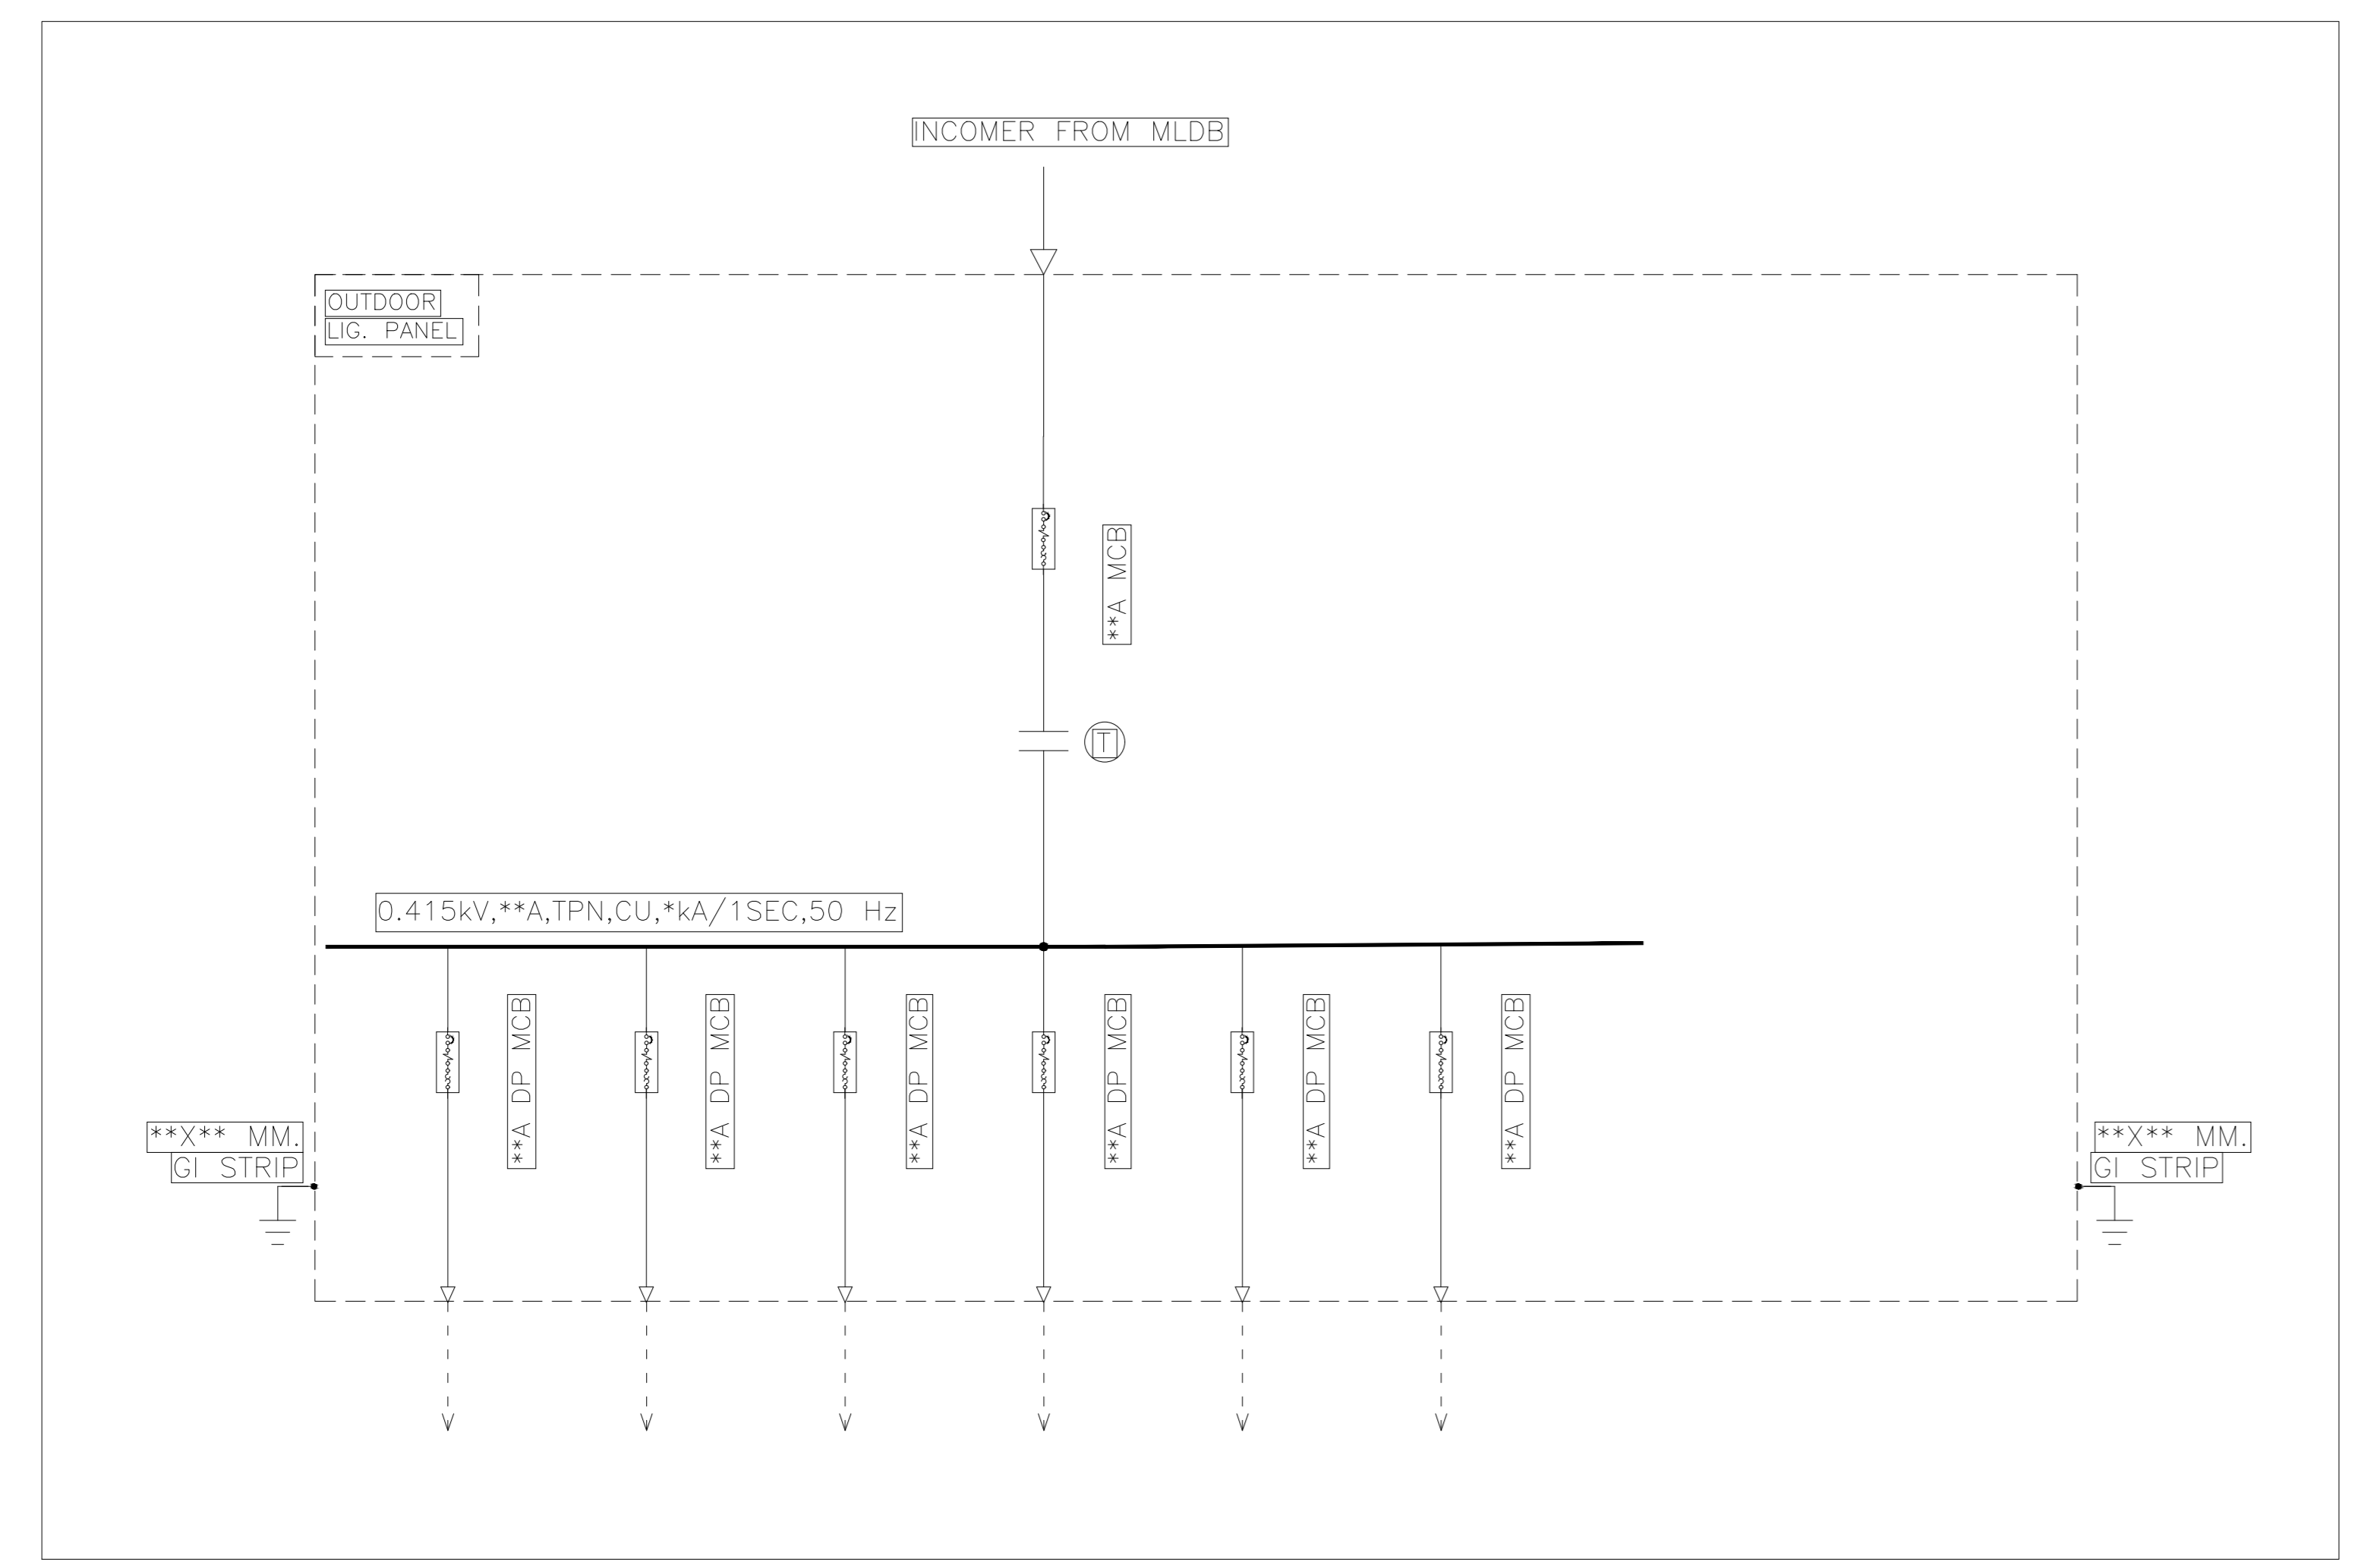 INCOMER FROM MLDB
OUTDOOR
LIG. PANEL
**A MCB
T
0.415kV,**A,TPN,CU,*kA/1SEC,50 Hz
**A DP MCB
**A DP MCB
**A DP MCB
**A DP MCB
**A DP MCB
**A DP MCB
**X** MM.
GI STRIP
**X** MM.
GI STRIP